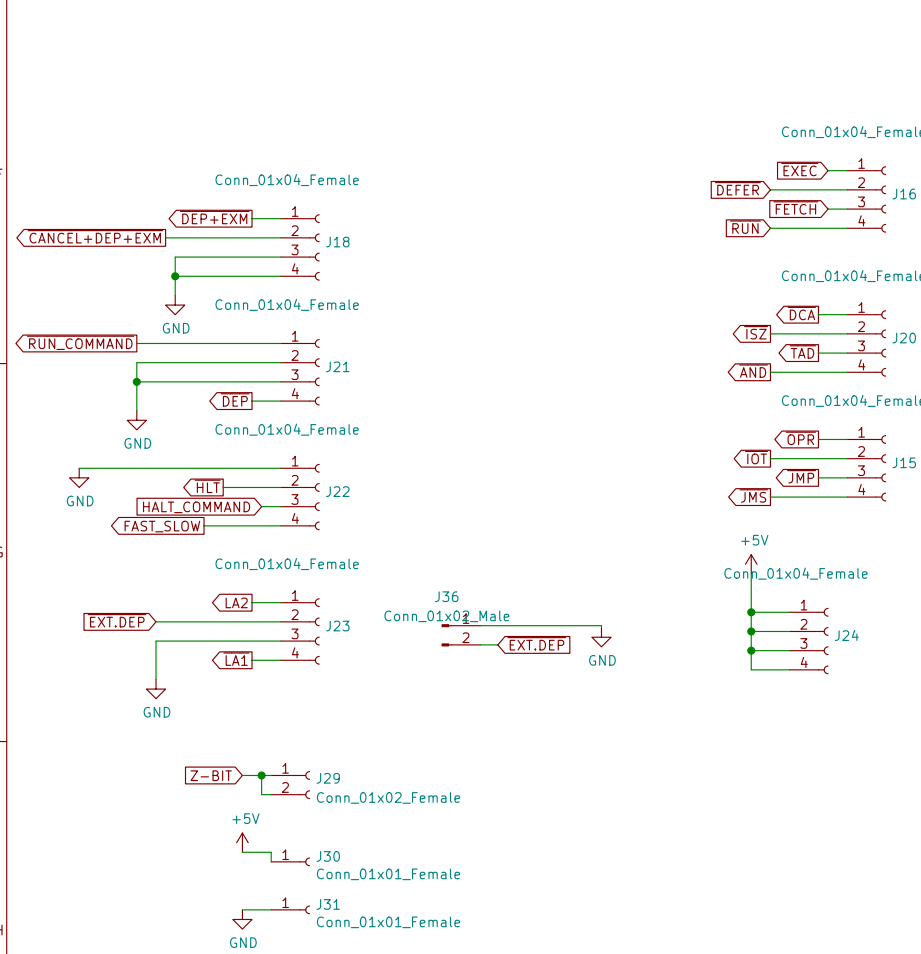 Conn_01x04_Female
DEP+EXM 1
CANCEL+DEP+EXM 2
J18
3
4
GND
Conn_01x04_Female
RUN_COMMAND 1
2
J21
3
DEP 4
GND
Conn_01x04_Female
1
GND
HLT 2
J22
HALT_COMMAND 3
FAST_SLOW 4
Conn_01x04_Female
LA2 1
EXT.DEP 2
J23
3
LA1 4
GND
J36
Conn_01x02_Male
1
2 EXT.DEP
GND
Z-BIT 1
J29
2
Conn_01x02_Female
+5V
1 J30
Conn_01x01_Female
1 J31
Conn_01x01_Female
GND
Conn_01x04_Female
EXEC 1
DEFER 2
J16
FETCH 3
RUN 4
Conn_01x04_Female
DCA 1
ISZ 2
J20
TAD 3
AND 4
Conn_01x04_Female
OPR 1
IOT 2
J15
JMP 3
JMS 4
+5V
Conn_01x04_Female
1
2
J24
3
4